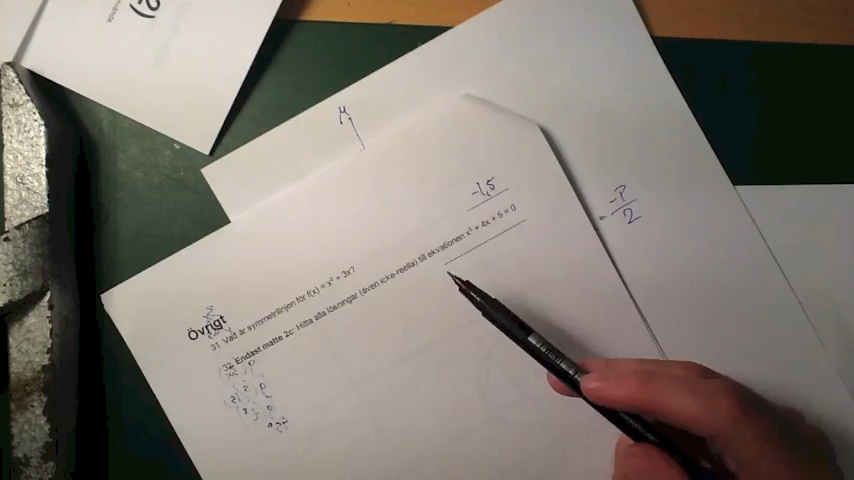 -1,5
-P
= 2
Övrigt
31 Vad är symmetrilinjen för f(x) = x² + 3x?
32 Endast matte 2c: Hitta alla lösningar (även icke-reella) till ekvationen x² + 4x + 5 = 0